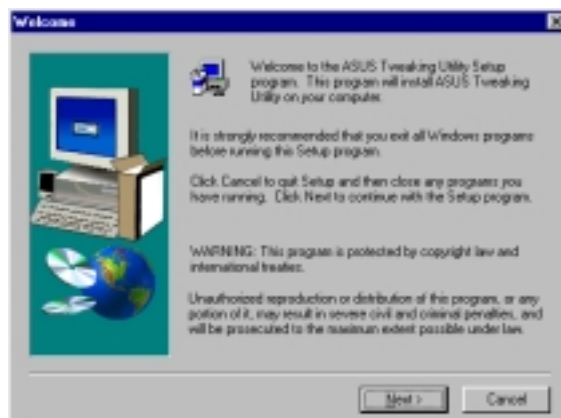 Welcome
Welcome to the ASUS Tweaking Utility Setup
program. This program will install ASUS Tweaking
Utility on your computer.
It is strongly recommended that you exit all Windows programs
before running this Setup program.
Click Cancel to quit Setup and then close any programs you
have running. Click Next to continue with the Setup program.
WARNING: This program is protected by copyright law and
international treaties.
Unauthorized reproduction or distribution of this program, or any
portion of it, may result in severe civil and criminal penalties, and
will be prosecuted to the maximum extent possible under law.
Next >
Cancel